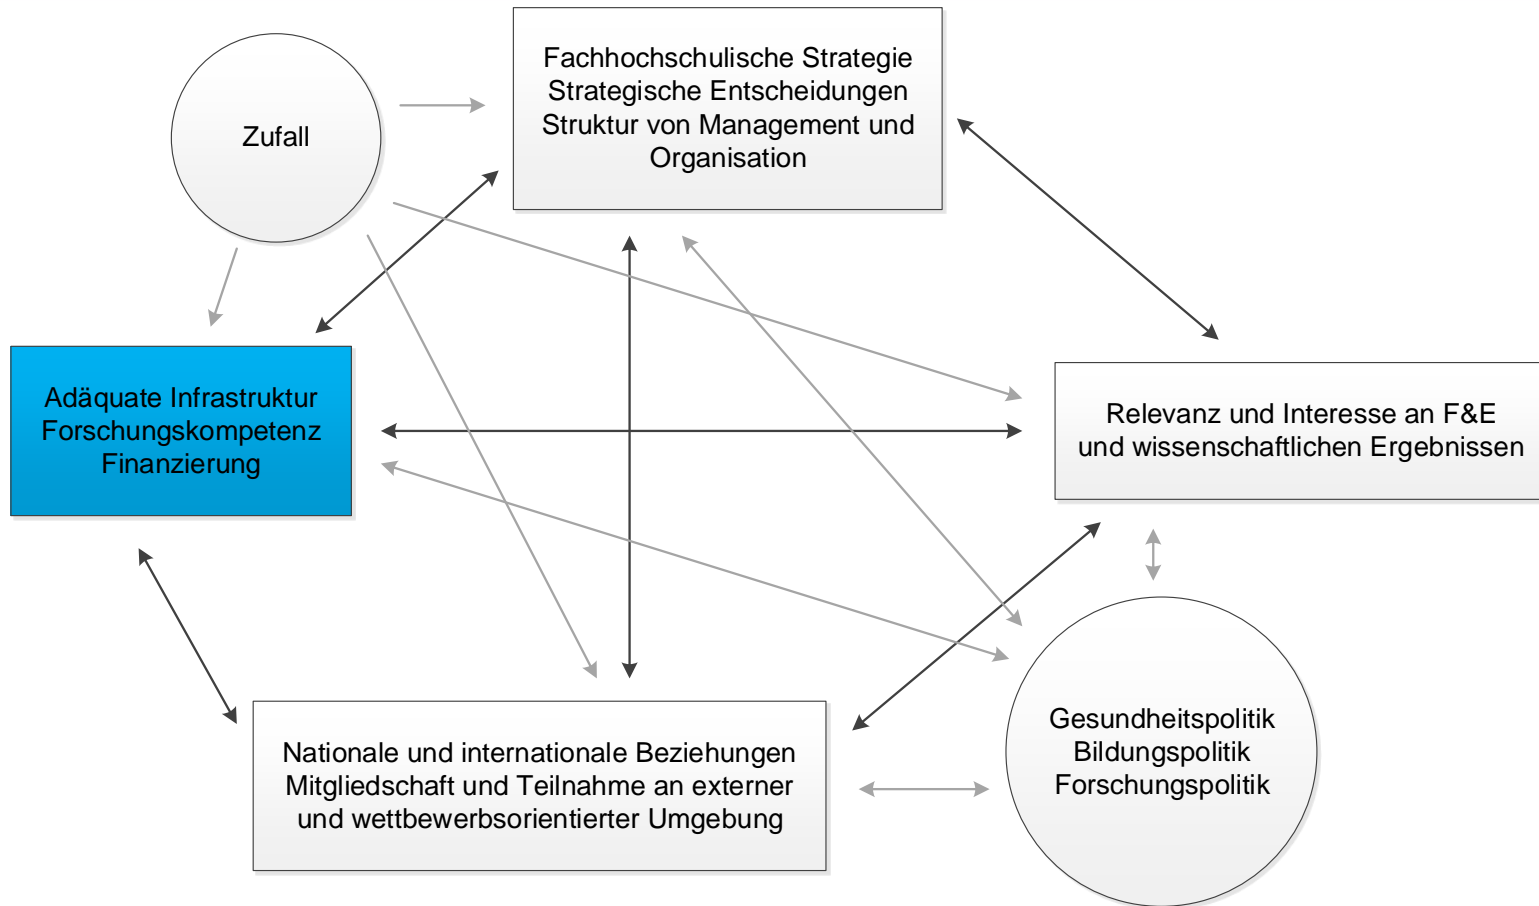 Zufall
Fachhochschulische Strategie
Strategische Entscheidungen
Struktur von Management und
Organisation
Adäquate Infrastruktur
Forschungskompetenz
Finanzierung
Relevanz und Interesse an F&E
und wissenschaftlichen Ergebnissen
Nationale und internationale Beziehungen
Mitgliedschaft und Teilnahme an externer
und wettbewerbsorientierter Umgebung
Gesundheitspolitik
Bildungspolitik
Forschungspolitik